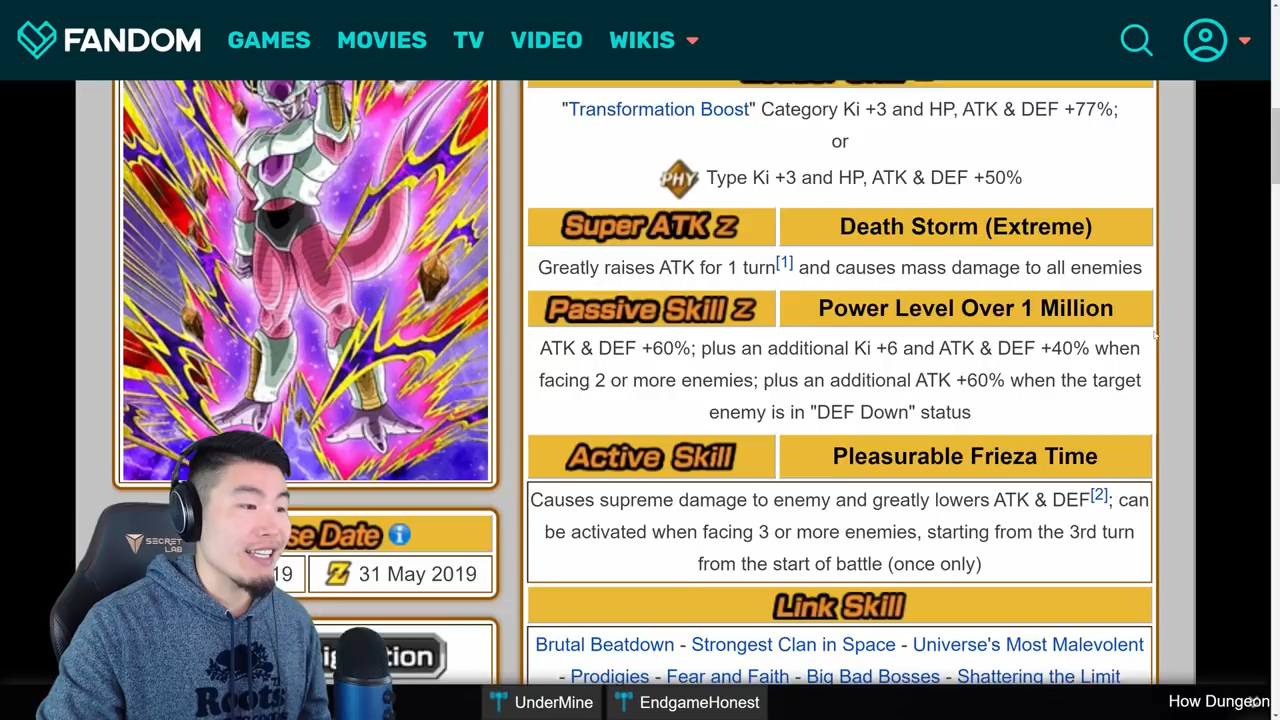 FANDOM GAMES MOVIES TV VIDEO WIKIS
"Transformation Boost" Category Ki +3 and HP, ATK & DEF +77%;
or
PHY Type Ki +3 and HP, ATK & DEF +50%
Super ATK Z Death Storm (Extreme)
Greatly raises ATK for 1 turn[1] and causes mass damage to all enemies
Passive Skill Z Power Level Over 1 Million
ATK & DEF +60%; plus an additional Ki +6 and ATK & DEF +40% when
facing 2 or more enemies; plus an additional ATK +60% when the target
enemy is in "DEF Down" status
Active Skill Pleasurable Frieza Time
Causes supreme damage to enemy and greatly lowers ATK & DEF[2]; can
be activated when facing 3 or more enemies, starting from the 3rd turn
from the start of battle (once only)
Link Skill
Brutal Beatdown - Strongest Clan in Space - Universe's Most Malevolent
- Prodigies - Fear and Faith - Big Bad Bosses - Shattering the Limit
se Date
19 Z 31 May 2019
tion
SECRET
LAB
Roots
UnderMine EndgameHonest How Dungeon